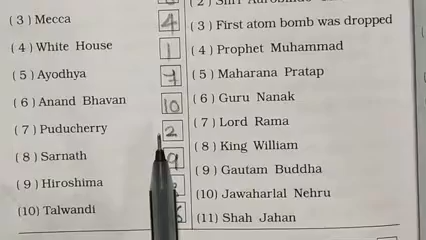 (2) Shri Aurobindo
(3) Mecca 4 (3) First atom bomb was dropped
(4) White House 1 (4) Prophet Muhammad
(5) Ayodhya 7 (5) Maharana Pratap
(6) Anand Bhavan 10 (6) Guru Nanak
(7) Puducherry 2 (7) Lord Rama
(8) Sarnath 9 (8) King William
(9) Hiroshima (9) Gautam Buddha
(10) Talwandi (10) Jawaharlal Nehru
(11) Shah Jahan